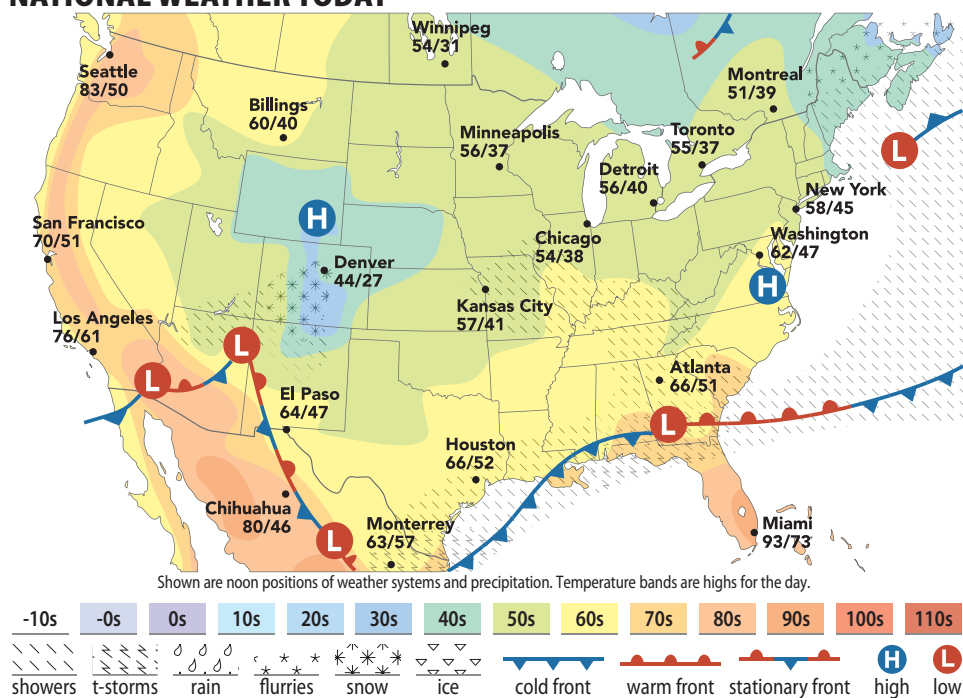 NATIONAL WEATHER TODAY
Winnipeg
54/31
Seattle
83/50
Montreal
51/39
Billings
60/40
Minneapolis
56/37
Toronto
55/37
Detroit
56/40
L
New York
58/45
H
San Francisco
70/51
Chicago
54/38
Washington
62/47
Denver
44/27
H
Kansas City
57/41
Los Angeles
76/61
L
L
Atlanta
66/51
El Paso
64/47
L
Houston
66/52
Chihuahua
80/46
Monterrey
63/57
L
Miami
93/73
Shown are noon positions of weather systems and precipitation. Temperature bands are highs for the day.
-10s -0s 0s 10s 20s 30s 40s 50s 60s 70s 80s 90s 100s 110s
H L
showers t-storms rain flurries snow ice cold front warm front stationary front high low